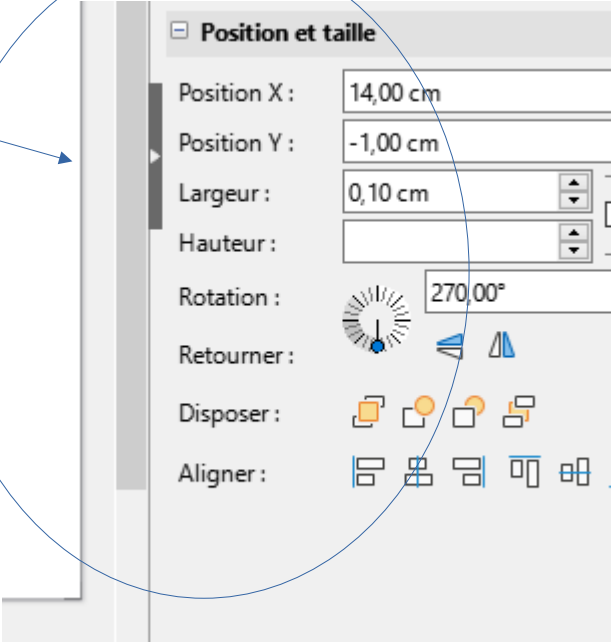 Position et taille
Position X :
14,00 cm
Position Y :
-1,00 cm
Largeur :
0,10 cm
Hauteur :
Rotation :
270,00°
Retourner :
Disposer :
Aligner :